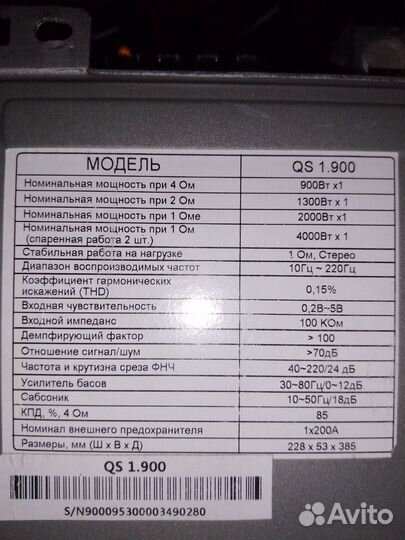 МОДЕЛЬ QS 1.900
Номинальная мощность при 4 Ом 900Вт x1
Номинальная мощность при 2 Ом 1300Вт x 1
Номинальная мощность при 1 Оме 2000Вт x1
Номинальная мощность при 1 Ом
(спаренная работа 2 шт.) 4000Вт x 1
Стабильная работа на нагрузке 1 Ом, Стерео
Диапазон воспроизводимых частот 10Гц ~ 220Гц
Коэффициент гармонических
искажений (THD) 0,15%
Входная чувствительность 0,2В~5В
Входной импеданс 100 КОм
Демпфирующий фактор > 100
Отношение сигнал/шум >70дБ
Частота и крутизна среза ФНЧ 40~220/24 дБ
Усилитель басов 30~80Гц/0~12дБ
Сабсоник 10~50Гц/18дБ
КПД, %, 4 Ом 85
Номинал внешнего предохранителя 1x200А
Размеры, мм (Ш x В x Д) 228 x 53 x 385
QS 1.900
S/N900095300003490280
Avito